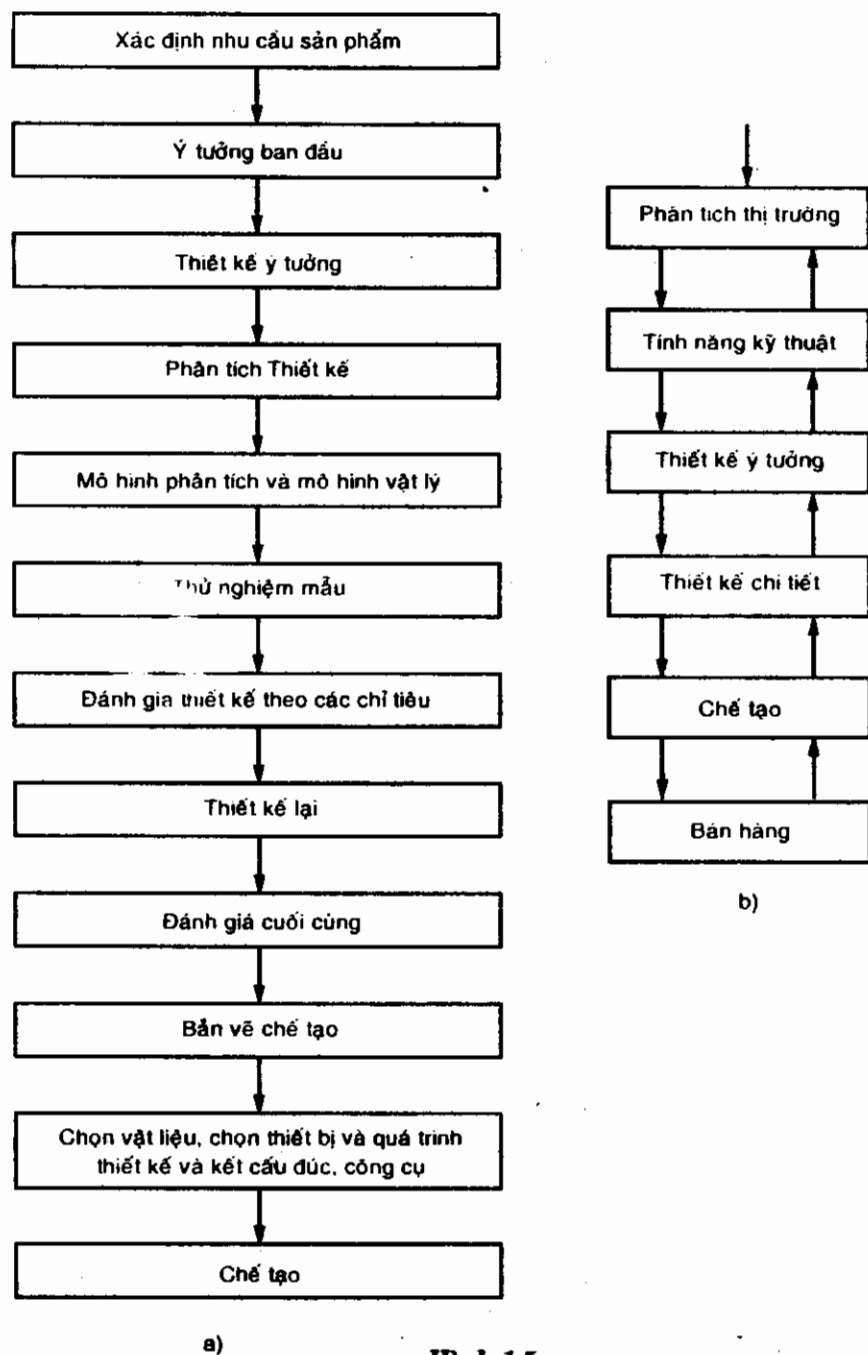 Xác định nhu cầu sản phẩm
Ý tưởng ban đầu
Thiết kế ý tưởng
Phân tích Thiết kế
Mô hình phân tích và mô hình vật lý
Thử nghiệm mẫu
Đánh gia thiết kế theo các chỉ tiêu
Thiết kế lại
Đánh giá cuối cùng
Bản vẽ chế tạo
Chọn vật liệu, chọn thiết bị và quá trình
thiết kế và kết cấu đúc, công cụ
Chế tạo
a)
Phân tích thị trường
Tính năng kỹ thuật
Thiết kế ý tưởng
Thiết kế chi tiết
Chế tạo
Bán hàng
b)